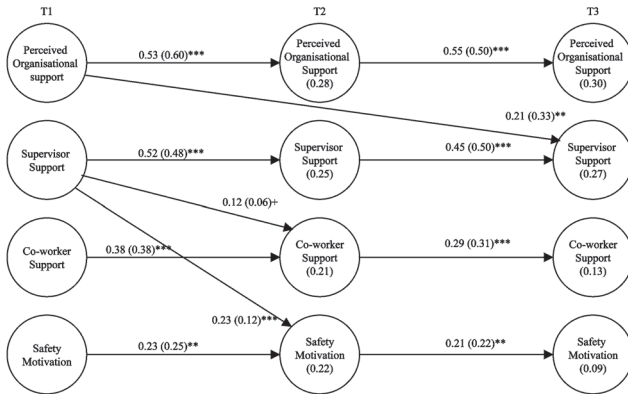 T1
T2
T3
Perceived
Organisational
support
0.53 (0.60)***
Perceived
Organisational
Support
(0.28)
0.55 (0.50)***
Perceived
Organisational
Support
(0.30)
0.21 (0.33)**
Supervisor
Support
0.52 (0.48)***
Supervisor
Support
(0.25)
0.45 (0.50)***
Supervisor
Support
(0.27)
0.12 (0.06)+
Co-worker
Support
0.38 (0.38)***
Co-worker
Support
(0.21)
0.29 (0.31)***
Co-worker
Support
(0.13)
0.23 (0.12)***
Safety
Motivation
0.23 (0.25)**
Safety
Motivation
(0.22)
0.21 (0.22)**
Safety
Motivation
(0.09)